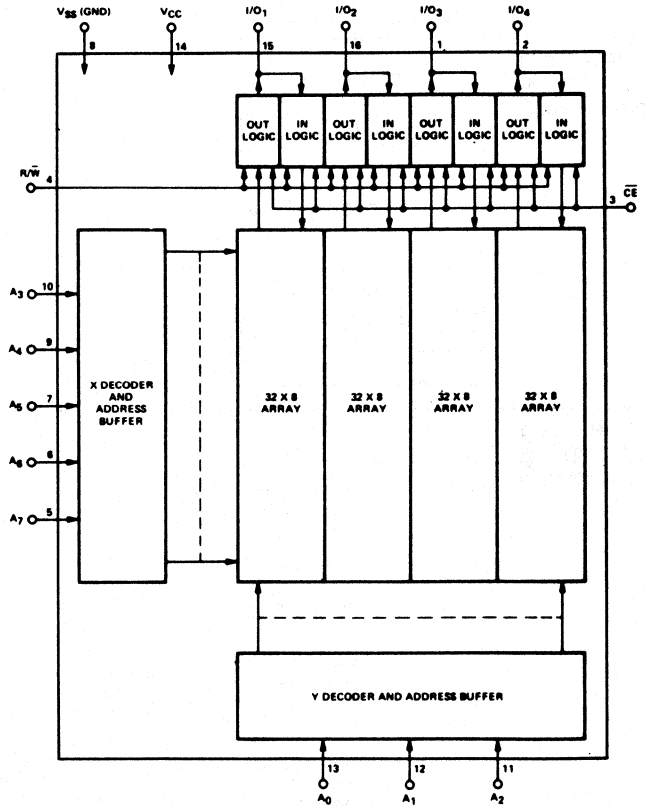 VSS (GND)
VCC
I/O1
I/O2
I/O3
I/O4
8
14
15
16
1
2
OUT
LOGIC
IN
LOGIC
OUT
LOGIC
IN
LOGIC
OUT
LOGIC
IN
LOGIC
OUT
LOGIC
IN
LOGIC
R/W̅
4
3
C̅E̅
A3
10
A4
9
A5
7
A6
6
A7
5
X DECODER
AND
ADDRESS
BUFFER
32 X 8
ARRAY
32 X 8
ARRAY
32 X 8
ARRAY
32 X 8
ARRAY
Y DECODER AND ADDRESS BUFFER
13
12
11
A0
A1
A2